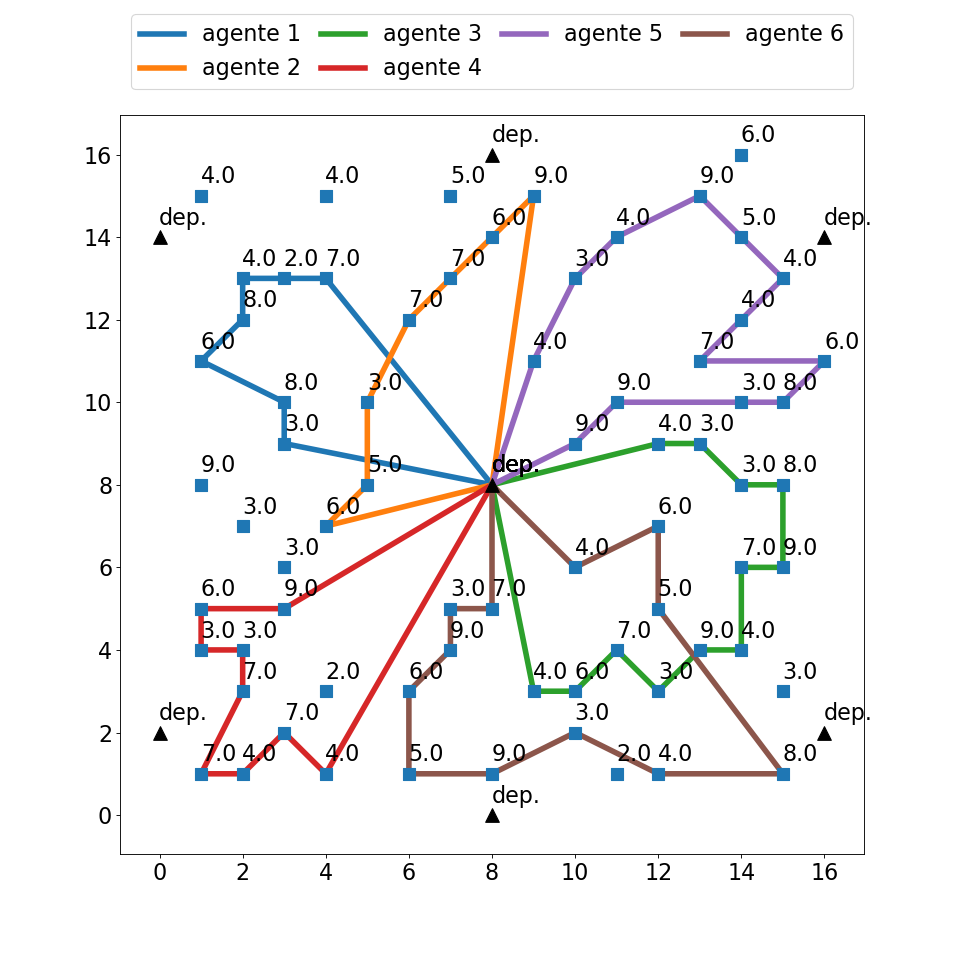 agente 1 agente 3 agente 5 agente 6
agente 2 agente 4
dep. 6.0
16
4.0 4.0 5.0 9.0 9.0
dep. 6.0 4.0 5.0 dep.
14
4.0 2.0 7.0 7.0 3.0 4.0
8.0 7.0 4.0
12
6.0 4.0 7.0 6.0
8.0 3.0 9.0 3.0 8.0
10
3.0 9.0 4.0 3.0
9.0 5.0 dep. dep. 3.0 8.0
8
3.0 6.0 6.0
3.0 4.0 7.0 9.0
6
6.0 9.0 3.0 7.0 5.0
3.0 3.0 9.0 7.0 9.0 4.0
4
7.0 2.0 6.0 4.0 6.0 3.0 3.0
dep. 7.0 3.0 dep.
2
7.0 4.0 4.0 5.0 9.0 2.0 4.0 8.0
dep.
0
0 2 4 6 8 10 12 14 16